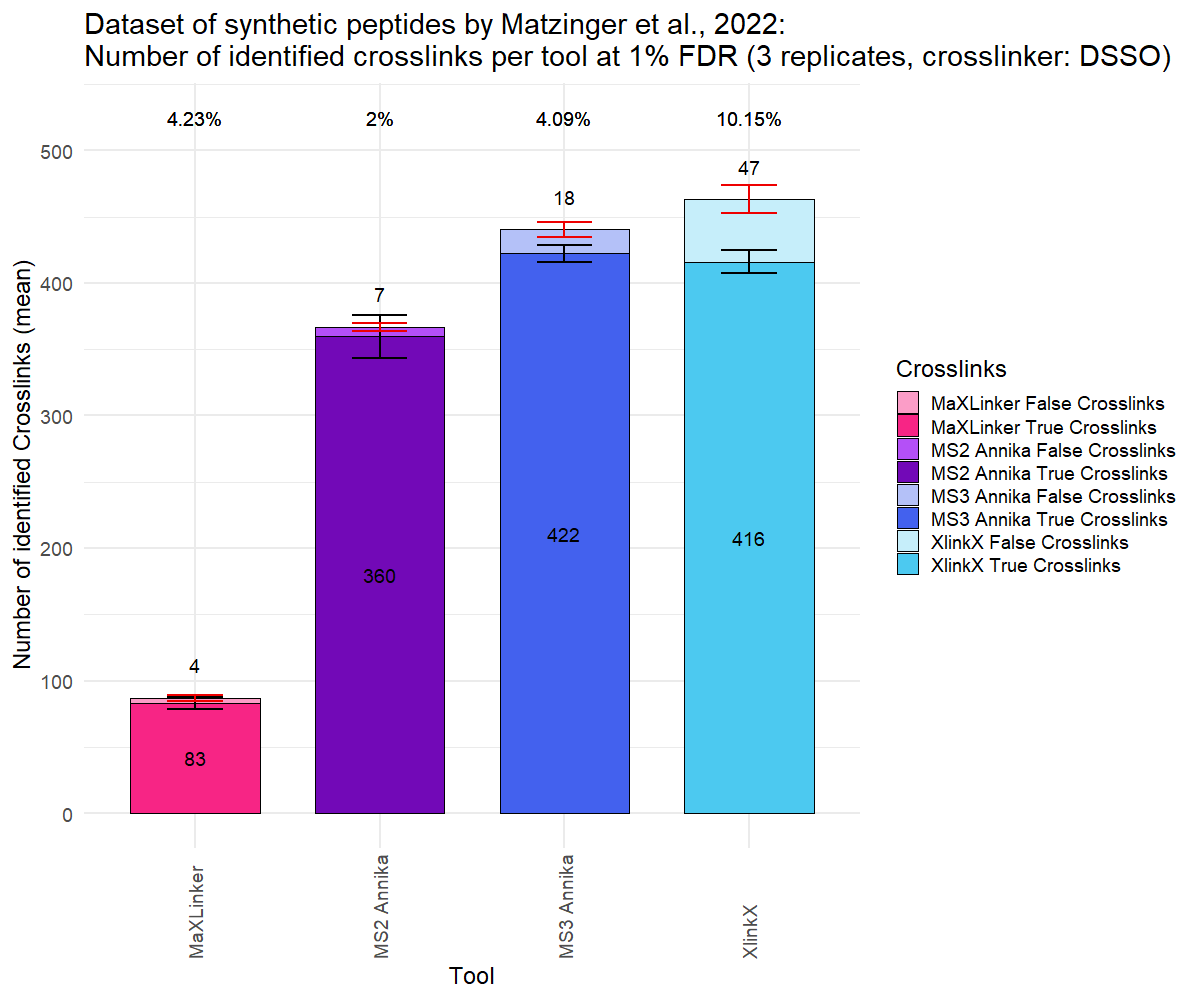 Dataset of synthetic peptides by Matzinger et al., 2022:
Number of identified crosslinks per tool at 1% FDR (3 replicates, crosslinker: DSSO)
4.23%
2%
4.09%
10.15%
500
400
300
200
100
0
Number of identified Crosslinks (mean)
4
83
7
360
18
422
47
416
MaXLinker
MS2 Annika
MS3 Annika
XlinkX
Tool
Crosslinks
MaXLinker False Crosslinks
MaXLinker True Crosslinks
MS2 Annika False Crosslinks
MS2 Annika True Crosslinks
MS3 Annika False Crosslinks
MS3 Annika True Crosslinks
XlinkX False Crosslinks
XlinkX True Crosslinks